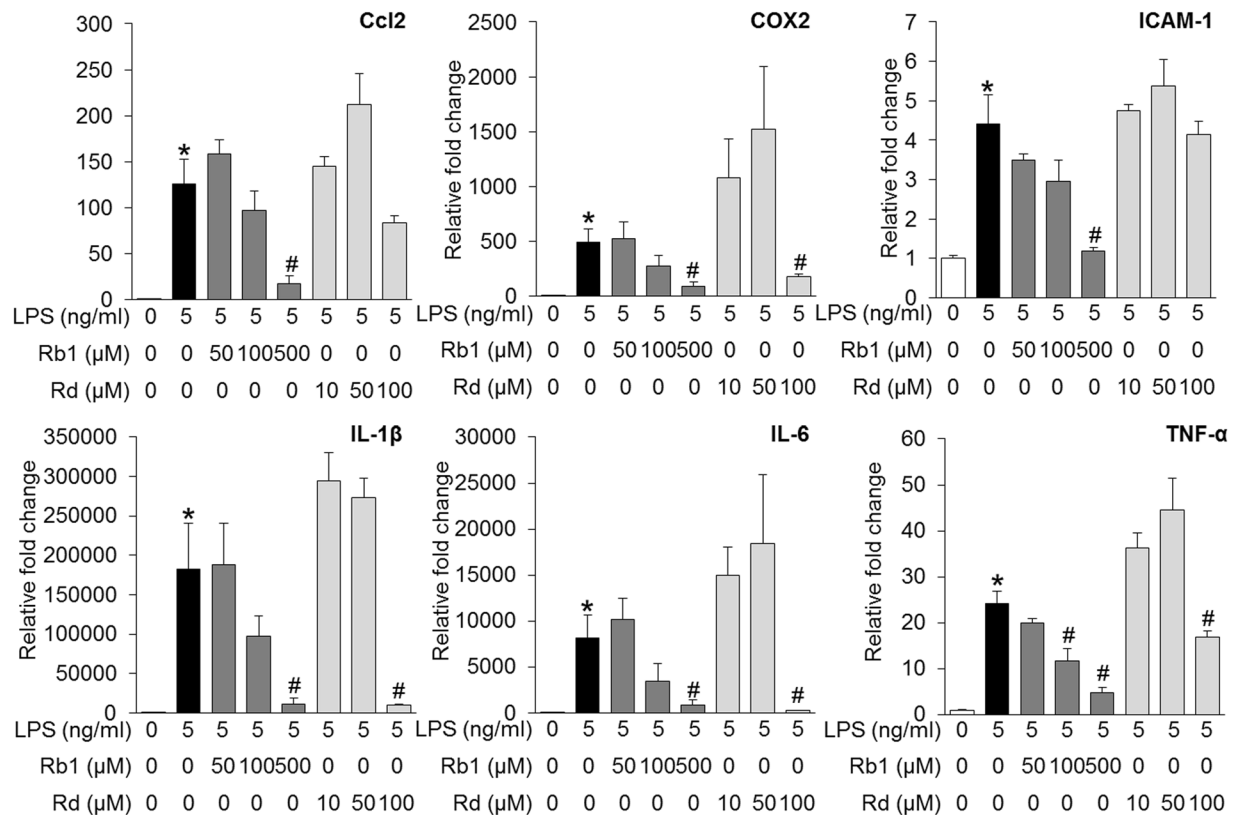 Ccl2
300
250
200
150
100
50
0
*
#
LPS (ng/ml) 0 5 5 5 5 5 5 5
Rb1 (µM) 0 0 50 100 500 0 0 0
Rd (µM) 0 0 0 0 0 10 50 100
COX2
Relative fold change
2500
2000
1500
1000
500
0
*
#
#
LPS (ng/ml) 0 5 5 5 5 5 5 5
Rb1 (µM) 0 0 50 100 500 0 0 0
Rd (µM) 0 0 0 0 0 10 50 100
ICAM-1
Relative fold change
7
6
5
4
3
2
1
0
*
#
LPS (ng/ml) 0 5 5 5 5 5 5 5
Rb1 (µM) 0 0 50 100 500 0 0 0
Rd (µM) 0 0 0 0 0 10 50 100
IL-1β
Relative fold change
350000
300000
250000
200000
150000
100000
50000
0
*
#
#
LPS (ng/ml) 0 5 5 5 5 5 5 5
Rb1 (µM) 0 0 50 100 500 0 0 0
Rd (µM) 0 0 0 0 0 10 50 100
IL-6
Relative fold change
30000
25000
20000
15000
10000
5000
0
*
#
#
LPS (ng/ml) 0 5 5 5 5 5 5 5
Rb1 (µM) 0 0 50 100 500 0 0 0
Rd (µM) 0 0 0 0 0 10 50 100
TNF-α
Relative fold change
60
50
40
30
20
10
0
*
#
#
#
LPS (ng/ml) 0 5 5 5 5 5 5 5
Rb1 (µM) 0 0 50 100 500 0 0 0
Rd (µM) 0 0 0 0 0 10 50 100